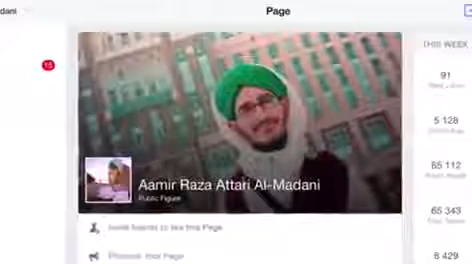 dani
Page
15
THIS WEEK
91
5 128
65 112
65 343
8 429
Aamir Raza Attari Al-Madani
Public Figure
Invite friends to like this Page
Promote Your Page